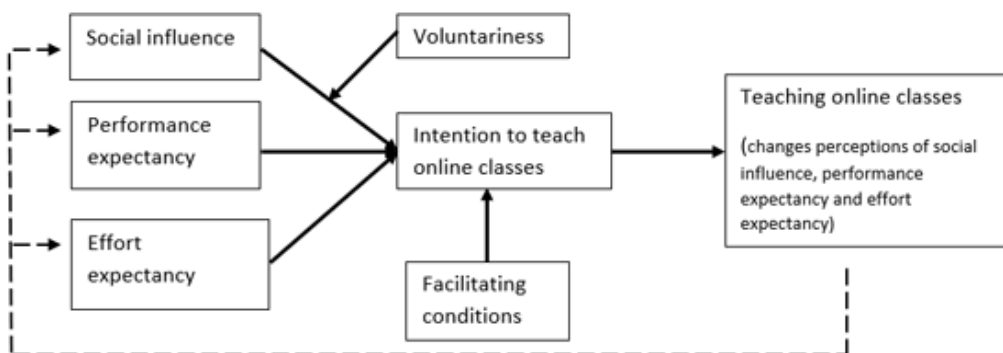 Social influence
Voluntariness
Performance
expectancy
Intention to teach
online classes
Teaching online classes
(changes perceptions of social
influence, performance
expectancy and effort
expectancy)
Effort
expectancy
Facilitating
conditions